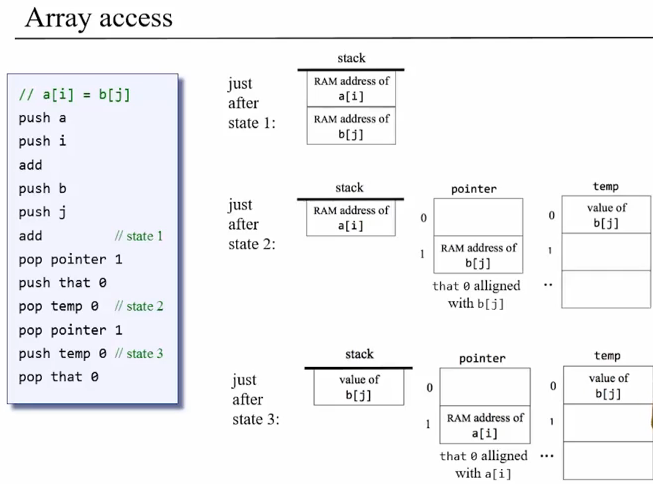 Array access
// a[i] = b[j]
push a
push i
add
push b
push j
add // state 1
pop pointer 1
push that 0
pop temp 0 // state 2
pop pointer 1
push temp 0 // state 3
pop that 0
just
after
state 1:
stack
RAM address of
a[i]
RAM address of
b[j]
just
after
state 2:
stack
RAM address of
a[i]
pointer
0
1
RAM address of
b[j]
that 0 alligned
with b[j]
temp
0
value of
b[j]
1
..
just
after
state 3:
stack
value of
b[j]
pointer
0
1
RAM address of
a[i]
that 0 alligned
with a[i]
temp
0
value of
b[j]
1
...